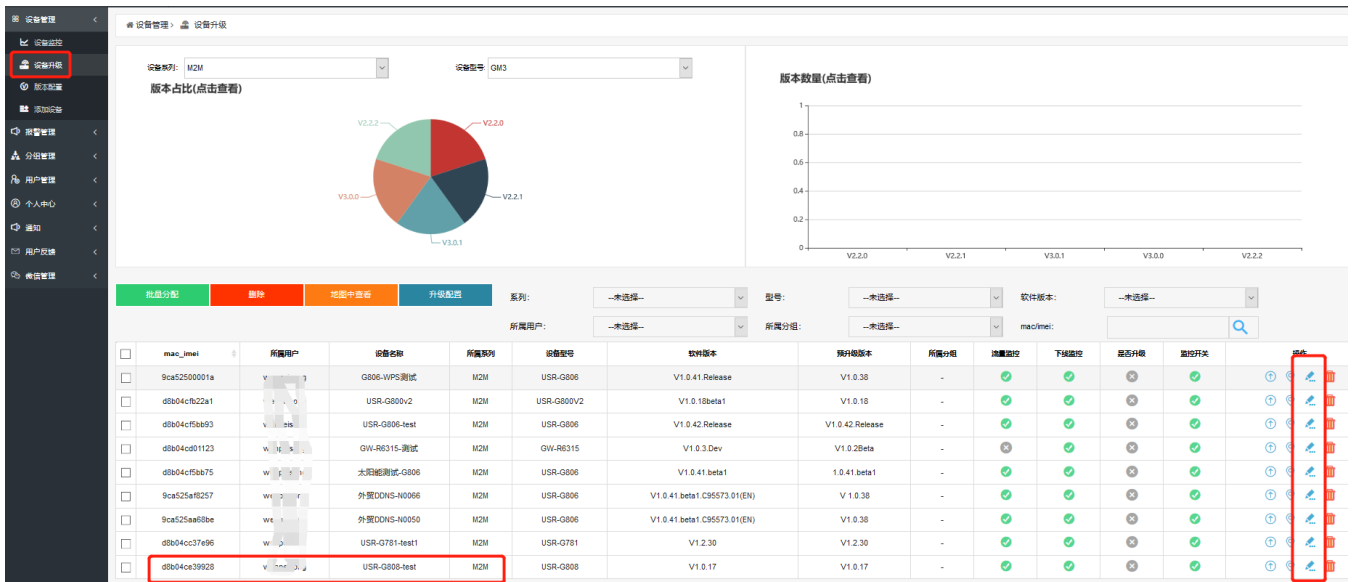 设备管理
设备管理> 设备升级
设备监控
设备升级
版本配置
添加设备
报警管理
分组管理
用户管理
个人中心
通知
用户反馈
微信管理
设备系列: M2M
设备型号: GM3
版本占比(点击查看)
V2.2.2
V2.2.0
V3.0.0
V2.2.1
V3.0.1
版本数量(点击查看)
1
0.8
0.6
0.4
0.2
0
V2.2.0 V2.2.1 V3.0.1 V3.0.0 V2.2.2
批量分配 删除 地图中查看 升级配置
系列: --未选择-- 型号: --未选择-- 软件版本: --未选择--
所属用户: --未选择-- 所属分组: --未选择-- mac/imei:
mac_imei 所属用户 设备名称 所属系列 设备型号 软件版本 预升级版本 所属分组 流量监控 下线监控 是否升级 监控开关 操作
9ca52500001a G806-WPS测试 M2M USR-G806 V1.0.41.Release V1.0.38 -
d8b04cfb22a1 USR-G800v2 M2M USR-G800V2 V1.0.18beta1 V1.0.18 -
d8b04cf5bb93 USR-G806-test M2M USR-G806 V1.0.42.Release V1.0.42.Release -
d8b04cd01123 GW-R6315-测试 M2M GW-R6315 V1.0.3.Dev V1.0.2Beta -
d8b04cf5bb75 太阳能测试-G806 M2M USR-G806 V1.0.41.beta1 1.0.41.beta1 -
9ca525af8257 外贸DDNS-N0066 M2M USR-G806 V1.0.41.beta1.C95573.01(EN) V 1.0.38 -
9ca525aa68be 外贸DDNS-N0050 M2M USR-G806 V1.0.41.beta1.C95573.01(EN) V1.0.38 -
d8b04cc37e96 USR-G781-test1 M2M USR-G781 V1.2.30 V1.2.30 -
d8b04ce39928 USR-G808-test M2M USR-G808 V1.0.17 V1.0.17 -